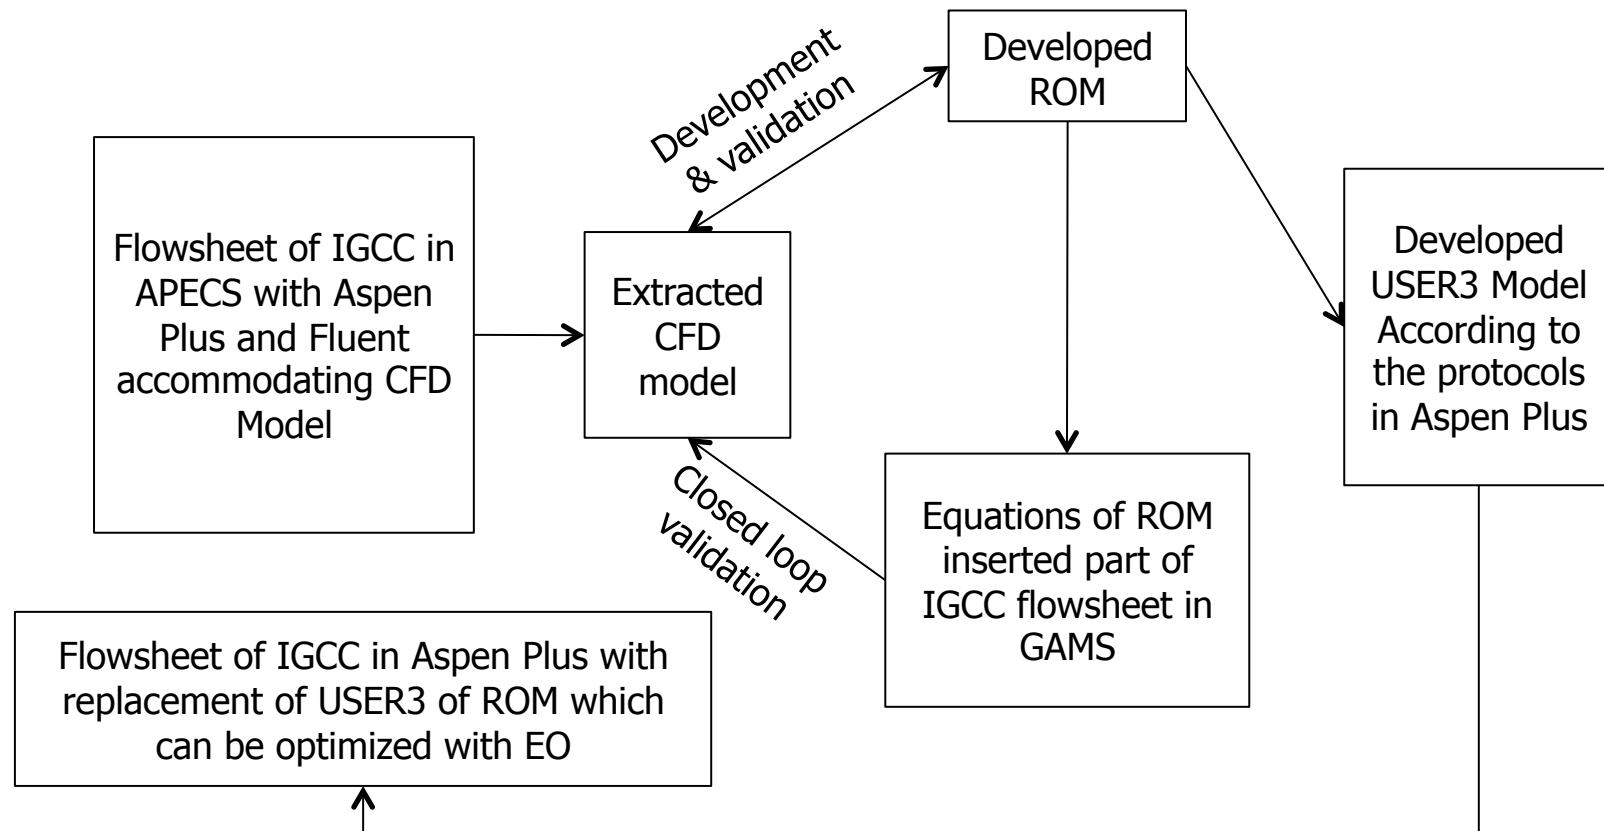 Developed
ROM
Development
& validation
Flowsheet of IGCC in
APECS with Aspen
Plus and Fluent
accommodating CFD
Model
Extracted
CFD
model
Developed
USER3 Model
According to
the protocols
in Aspen Plus
Closed loop
validation
Equations of ROM
inserted part of
IGCC flowsheet in
GAMS
Flowsheet of IGCC in Aspen Plus with
replacement of USER3 of ROM which
can be optimized with EO